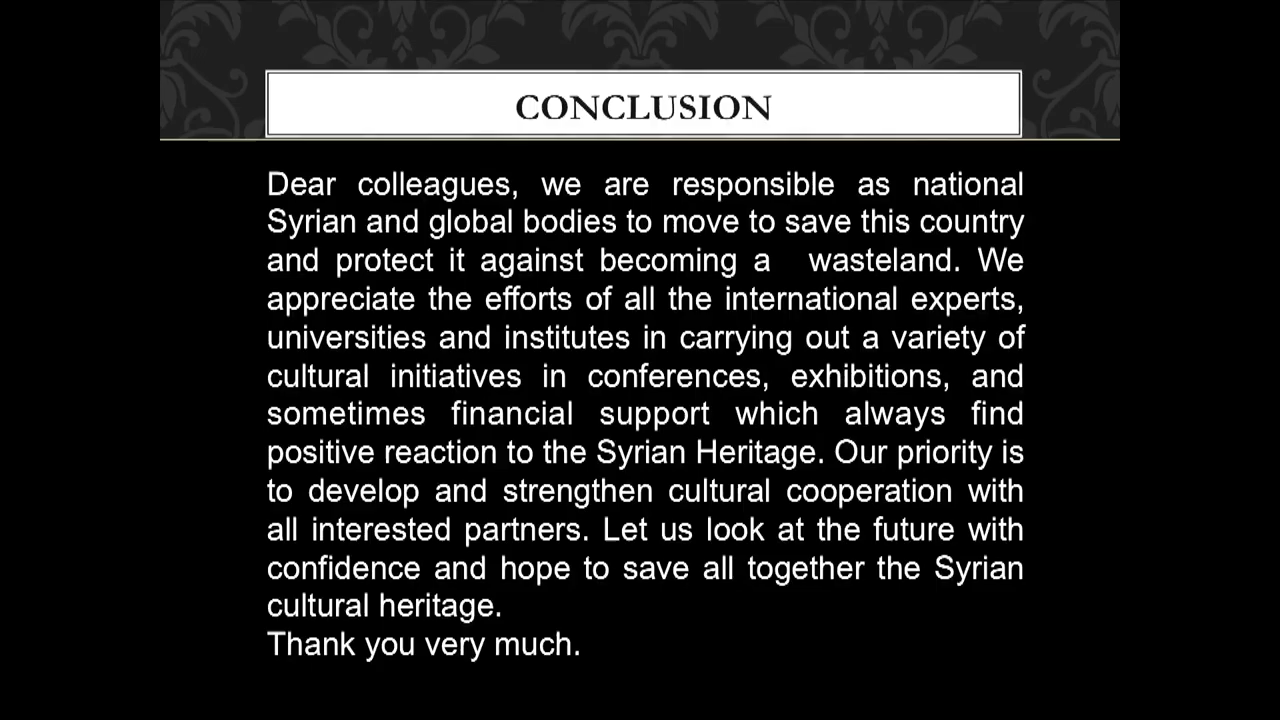 CONCLUSION
Dear colleagues, we are responsible as national
Syrian and global bodies to move to save this country
and protect it against becoming a wasteland. We
appreciate the efforts of all the international experts,
universities and institutes in carrying out a variety of
cultural initiatives in conferences, exhibitions, and
sometimes financial support which always find
positive reaction to the Syrian Heritage. Our priority is
to develop and strengthen cultural cooperation with
all interested partners. Let us look at the future with
confidence and hope to save all together the Syrian
cultural heritage.
Thank you very much.